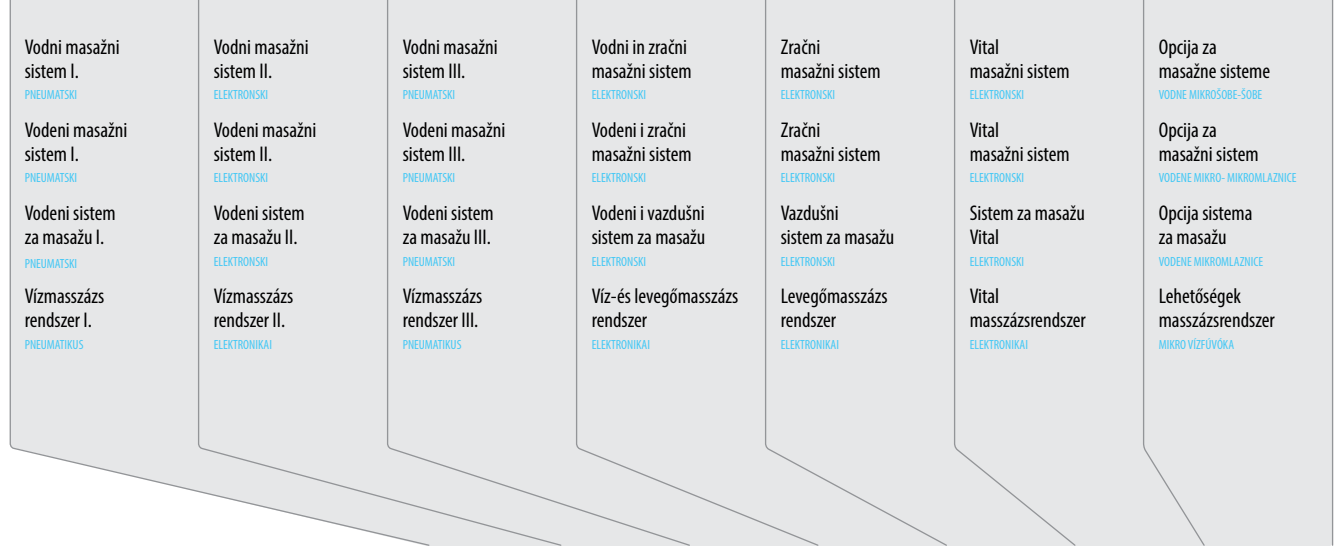 Vodni masažni
sistem I.
PNEUMATSKI
Vodeni masažni
sistem I.
PNEUMATSKI
Vodeni sistem
za masažu I.
PNEUMATSKI
Vízmasszázs
rendszer I.
PNEUMATIKUS
Vodni masažni
sistem II.
ELEKTRONSKI
Vodeni masažni
sistem II.
ELEKTRONSKI
Vodeni sistem
za masažu II.
ELEKTRONSKI
Vízmasszázs
rendszer II.
ELEKTRONIKAI
Vodni masažni
sistem III.
PNEUMATSKI
Vodeni masažni
sistem III.
PNEUMATSKI
Vodeni sistem
za masažu III.
PNEUMATSKI
Vízmasszázs
rendszer III.
PNEUMATIKUS
Vodni in zračni
masažni sistem
ELEKTRONSKI
Vodeni i zračni
masažni sistem
ELEKTRONSKI
Vodeni i vazdušni
sistem za masažu
ELEKTRONSKI
Víz-és levegőmasszázs
rendszer
ELEKTRONIKAI
Zračni
masažni sistem
ELEKTRONSKI
Zračni
masažni sistem
ELEKTRONSKI
Vazdušni
sistem za masažu
ELEKTRONSKI
Levegőmasszázs
rendszer
ELEKTRONIKAI
Vital
masažni sistem
ELEKTRONSKI
Vital
masažni sistem
ELEKTRONSKI
Sistem za masažu
Vital
ELEKTRONSKI
Vital
masszázsrendszer
ELEKTRONIKAI
Opcija za
masažne sisteme
VODNE MIKROŠOBE-ŠOBE
Opcija za
masažni sistem
VODENE MIKRO- MIKROMLAZNICE
Opcija sistema
za masažu
VODENE MIKROMLAZNICE
Lehetőségek
masszázsrendszer
MIKRO VÍZFÚVÓKA